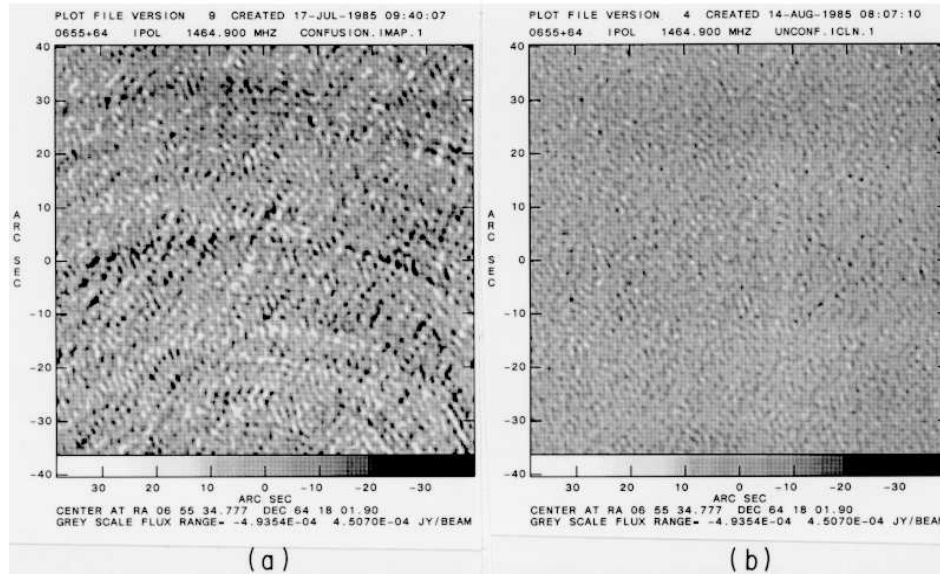 PLOT FILE VERSION 9 CREATED 17-JUL-1985 09:40:07
0655+64 IPOL 1464.900 MHZ CONFUSION.IMAP.1
40
30
20
10
0
-10
-20
-30
-40
ARC SEC
30 20 10 0 -10 -20 -30
ARC SEC
CENTER AT RA 06 55 34.777 DEC 64 18 01.90
GREY SCALE FLUX RANGE= -4.9354E-04 4.5070E-04 JY/BEAM
(a)
PLOT FILE VERSION 4 CREATED 14-AUG-1985 08:07:10
0655+64 IPOL 1464.900 MHZ UNCONF.ICLN.1
40
30
20
10
0
-10
-20
-30
-40
ARC SEC
30 20 10 0 -10 -20 -30
ARC SEC
CENTER AT RA 06 55 34.777 DEC 64 18 01.90
GREY SCALE FLUX RANGE= -4.9354E-04 4.5070E-04 JY/BEAM
(b)